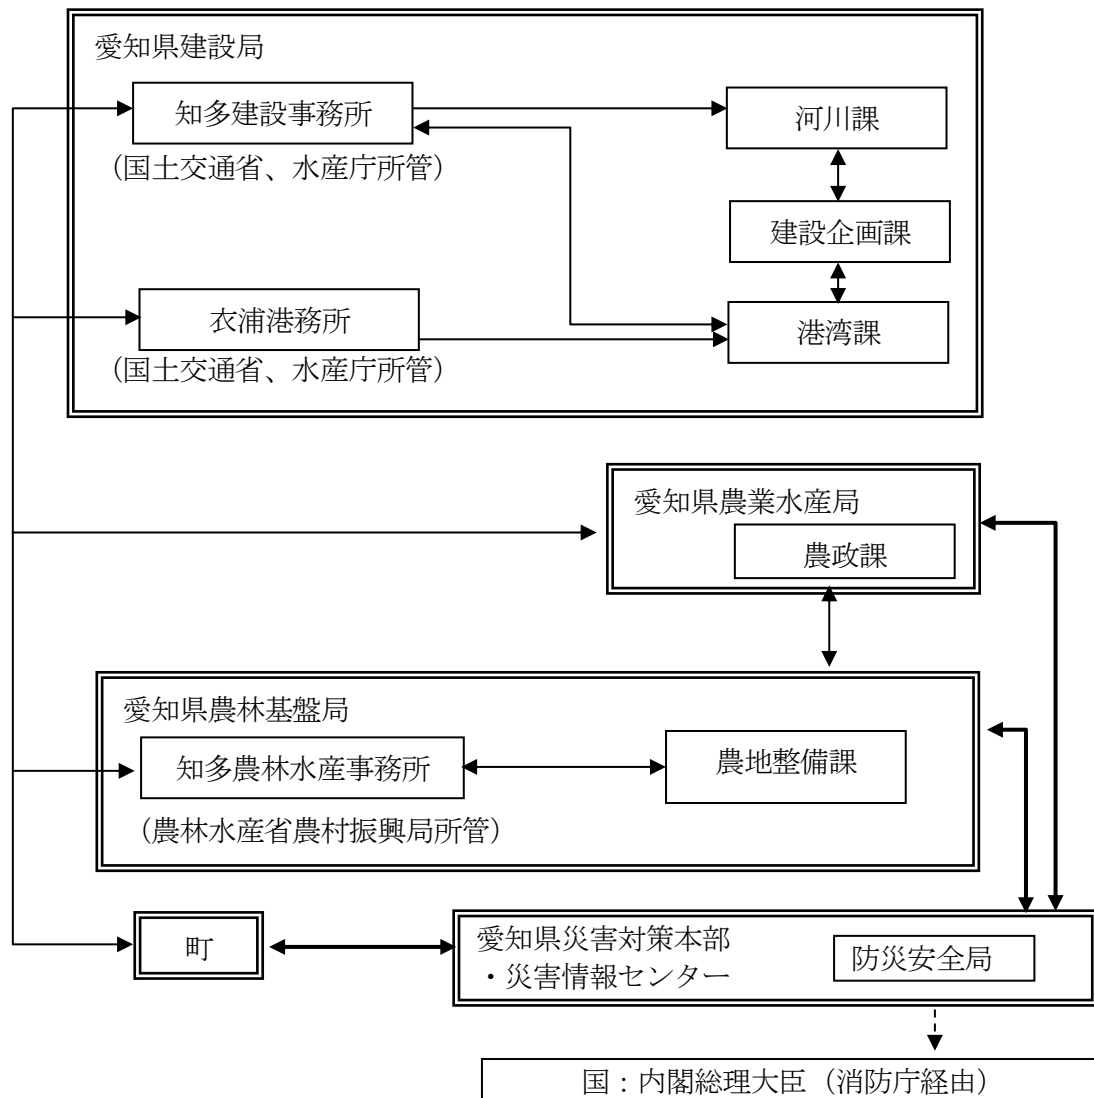 愛知県建設局
知多建設事務所
河川課
(国土交通省、水産庁所管)
建設企画課
衣浦港務所
港湾課
(国土交通省、水産庁所管)
愛知県農業水産局
農政課
愛知県農林基盤局
知多農林水産事務所
農地整備課
(農林水産省農村振興局所管)
町
愛知県災害対策本部
・災害情報センター
防災安全局
国：内閣総理大臣（消防庁経由）